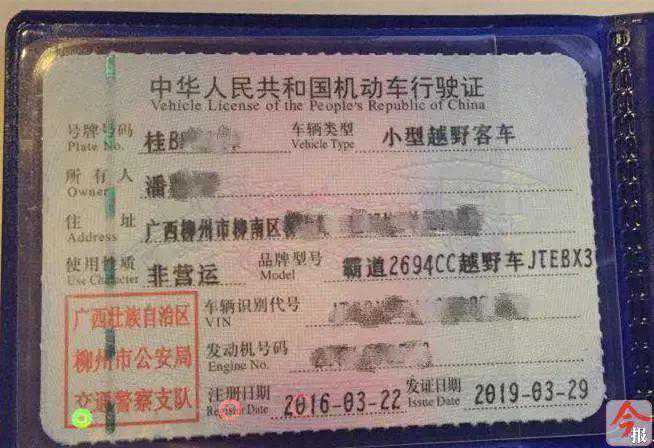 中华人民共和国机动车行驶证
Vehicle License of the People's Republic of China
号牌号码 桂B 车辆类型 小型越野客车
Plate No. Vehicle Type
所有人 潘
Owner
住址 广西柳州市柳南区
Address
使用性质 非营运 品牌型号 霸道2694CC越野车JTEBX3
Use Character Model
广西壮族自治区
柳州市公安局
交通警察支队
车辆识别代号
VIN
发动机号码
Engine No.
注册日期 2016-03-22 发证日期 2019-03-29
Register Date Issue Date
今报